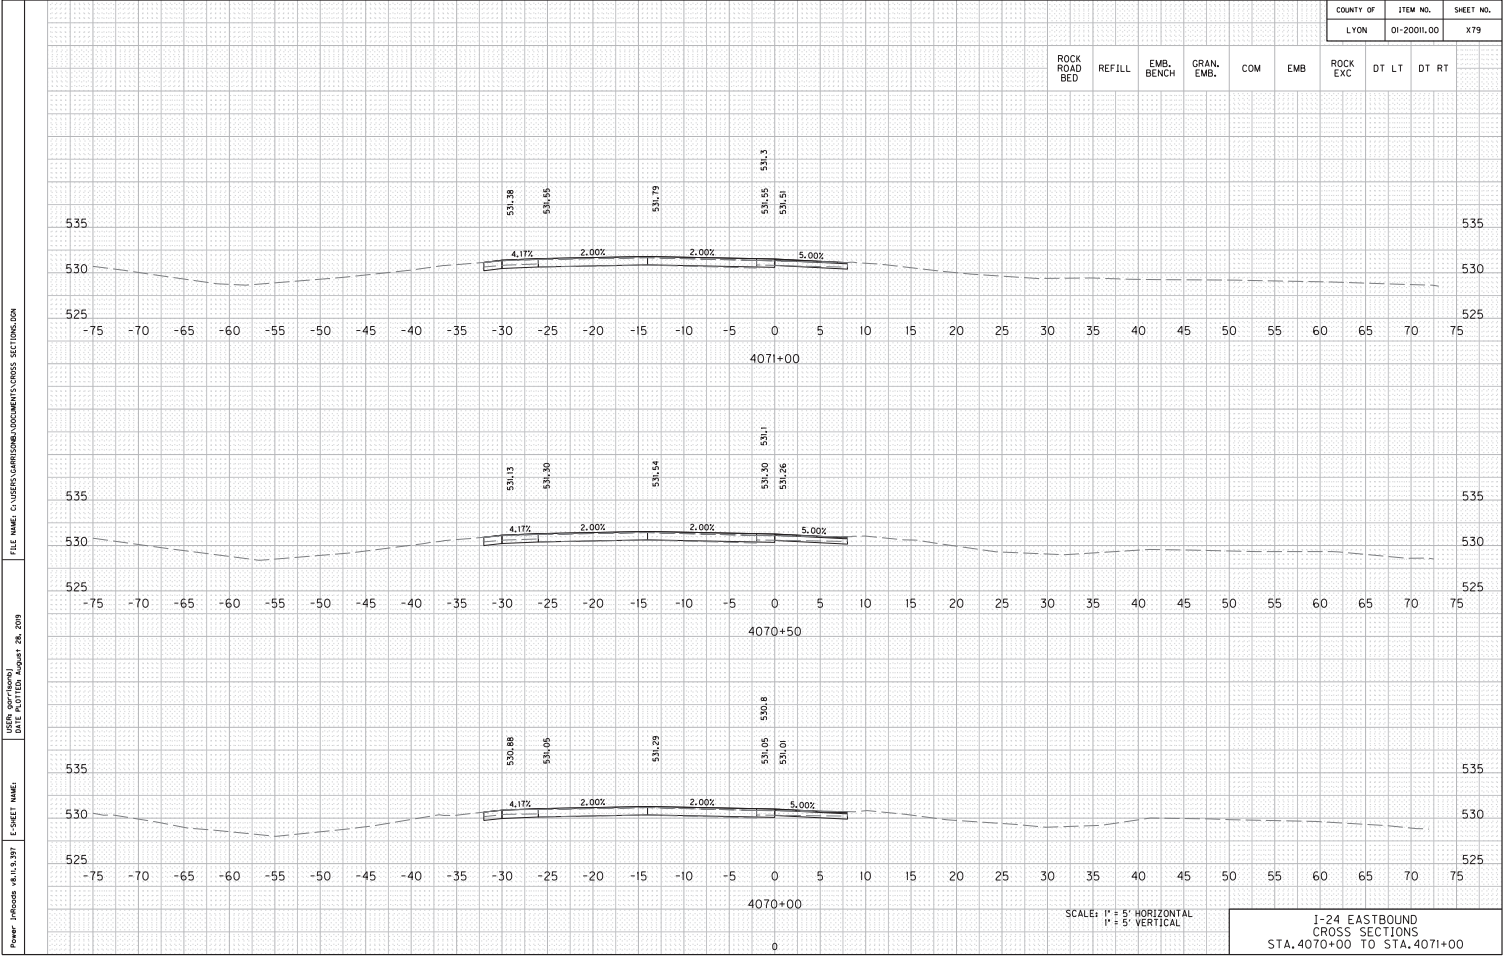 COUNTY OF ITEM NO. SHEET NO.
LYON 01-20011.00 X79
ROCK ROAD BED REFILL EMB. BENCH GRAN. EMB. COM EMB ROCK EXC DT LT DT RT
531.3
531.38 531.55 531.79 531.55 531.51
535 535
4.17% 2.00% 2.00% 5.00%
530 530
525 525
-75 -70 -65 -60 -55 -50 -45 -40 -35 -30 -25 -20 -15 -10 -5 0 5 10 15 20 25 30 35 40 45 50 55 60 65 70 75
4071+00
531.1
531.13 531.30 531.54 531.30 531.26
535 535
4.17% 2.00% 2.00% 5.00%
530 530
525 525
-75 -70 -65 -60 -55 -50 -45 -40 -35 -30 -25 -20 -15 -10 -5 0 5 10 15 20 25 30 35 40 45 50 55 60 65 70 75
4070+50
530.8
530.88 531.05 531.29 531.05 531.01
535 535
4.17% 2.00% 2.00% 5.00%
530 530
525 525
-75 -70 -65 -60 -55 -50 -45 -40 -35 -30 -25 -20 -15 -10 -5 0 5 10 15 20 25 30 35 40 45 50 55 60 65 70 75
4070+00
0
SCALE: 1" = 5' HORIZONTAL
1" = 5' VERTICAL
I-24 EASTBOUND
CROSS SECTIONS
STA. 4070+00 TO STA. 4071+00
FILE NAME: C:\USERS\GARRISONBJ\DOCUMENTS\CROSS SECTIONS.DGN
USER: garrisonbj
DATE PLOTTED: August 28, 2019
E-SHEET NAME:
Power InRoads v8.11.9.397